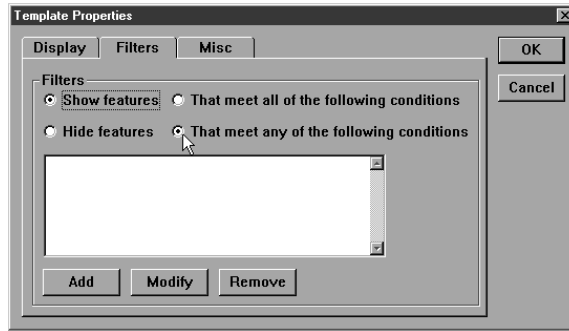 Template Properties
Display Filters Misc
OK
Cancel
Filters
Show features That meet all of the following conditions
Hide features That meet any of the following conditions
Add Modify Remove